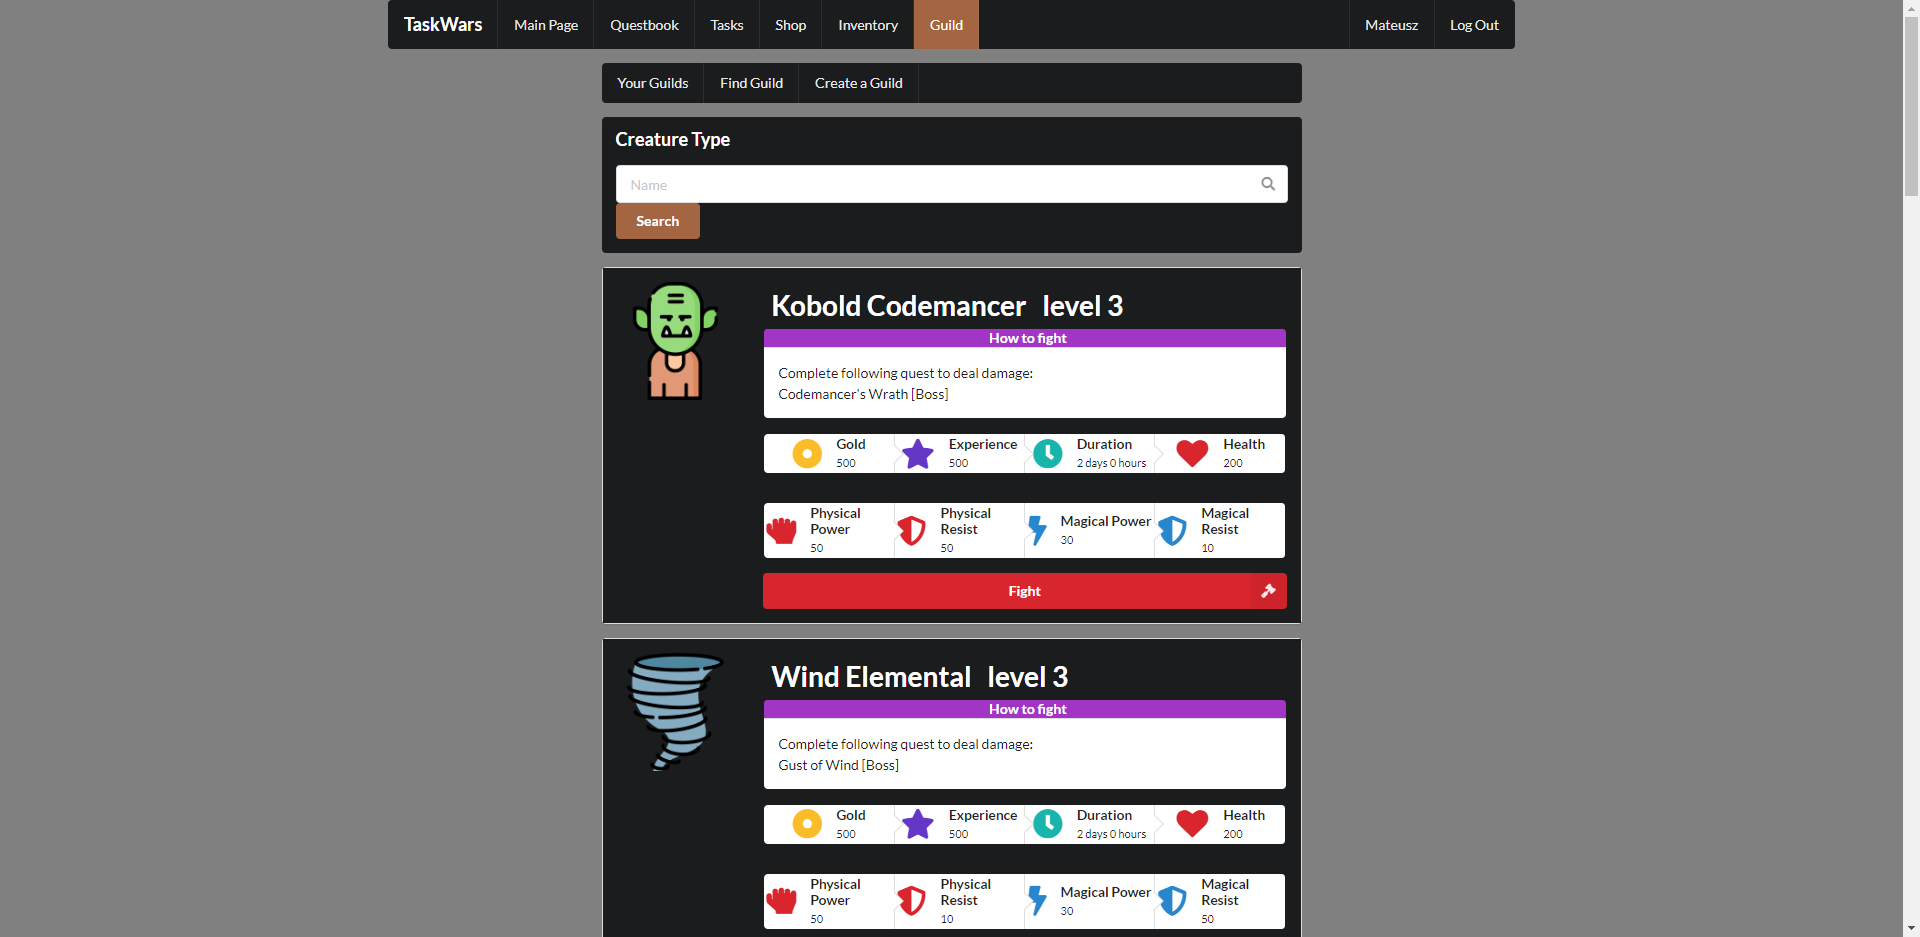 TaskWars Main Page Questbook Tasks Shop Inventory Guild Mateusz Log Out
Your Guilds Find Guild Create a Guild
Creature Type
Name
Search
Kobold Codemancer level 3
How to fight
Complete following quest to deal damage:
Codemancer's Wrath [Boss]
Gold Experience Duration Health
500 500 2 days 0 hours 200
Physical Physical Magical Power Magical
Power Resist Resist
50 50 30 10
Fight
Wind Elemental level 3
How to fight
Complete following quest to deal damage:
Gust of Wind [Boss]
Gold Experience Duration Health
500 500 2 days 0 hours 200
Physical Physical Magical Power Magical
Power Resist Resist
50 10 30 50